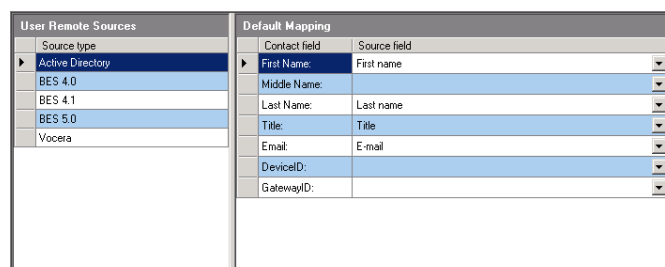 User Remote Sources
Source type
Active Directory
BES 4.0
BES 4.1
BES 5.0
Vocera
Default Mapping
Contact field Source field
First Name: First name
Middle Name:
Last Name: Last name
Title: Title
Email: E-mail
DeviceID:
GatewayID: